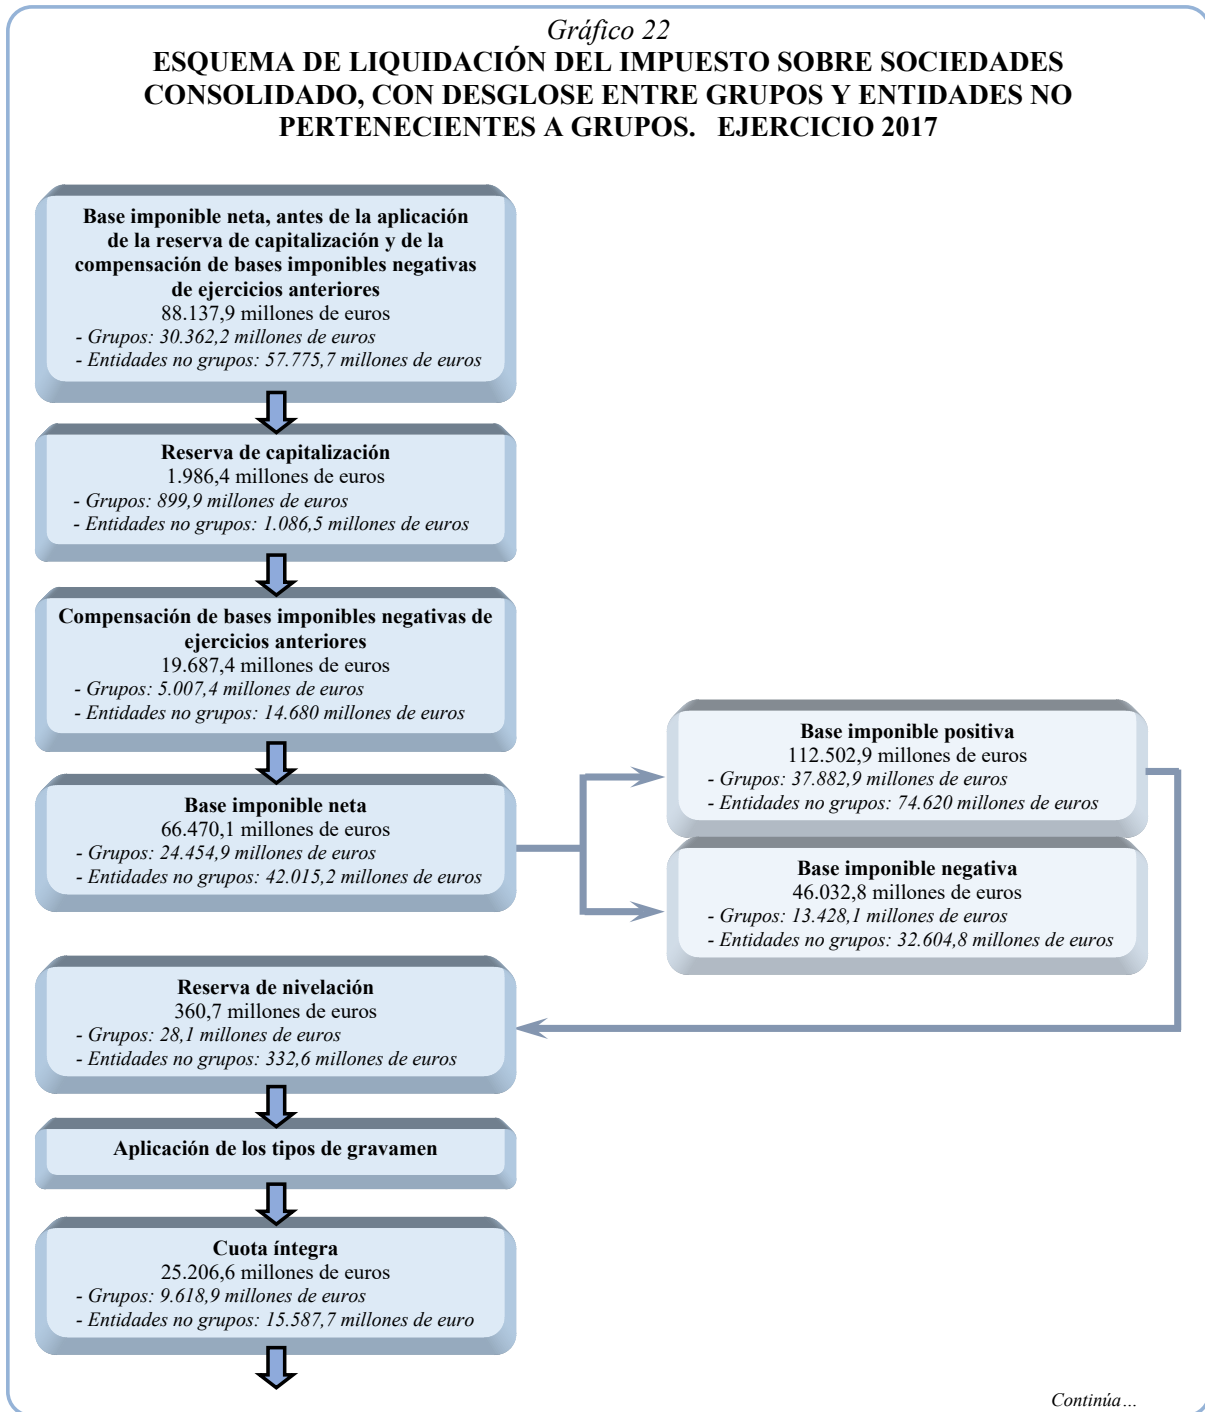 Gráfico 22
ESQUEMA DE LIQUIDACIÓN DEL IMPUESTO SOBRE SOCIEDADES
CONSOLIDADO, CON DESGLOSE ENTRE GRUPOS Y ENTIDADES NO
PERTENECIENTES A GRUPOS. EJERCICIO 2017
Base imponible neta, antes de la aplicación
de la reserva de capitalización y de la
compensación de bases imponibles negativas
de ejercicios anteriores
88.137,9 millones de euros
- Grupos: 30.362,2 millones de euros
- Entidades no grupos: 57.775,7 millones de euros
Reserva de capitalización
1.986,4 millones de euros
- Grupos: 899,9 millones de euros
- Entidades no grupos: 1.086,5 millones de euros
Compensación de bases imponibles negativas de
ejercicios anteriores
19.687,4 millones de euros
- Grupos: 5.007,4 millones de euros
- Entidades no grupos: 14.680 millones de euros
Base imponible neta
66.470,1 millones de euros
- Grupos: 24.454,9 millones de euros
- Entidades no grupos: 42.015,2 millones de euros
Base imponible positiva
112.502,9 millones de euros
- Grupos: 37.882,9 millones de euros
- Entidades no grupos: 74.620 millones de euros
Base imponible negativa
46.032,8 millones de euros
- Grupos: 13.428,1 millones de euros
- Entidades no grupos: 32.604,8 millones de euros
Reserva de nivelación
360,7 millones de euros
- Grupos: 28,1 millones de euros
- Entidades no grupos: 332,6 millones de euros
Aplicación de los tipos de gravamen
Cuota íntegra
25.206,6 millones de euros
- Grupos: 9.618,9 millones de euros
- Entidades no grupos: 15.587,7 millones de euro
Continúa…